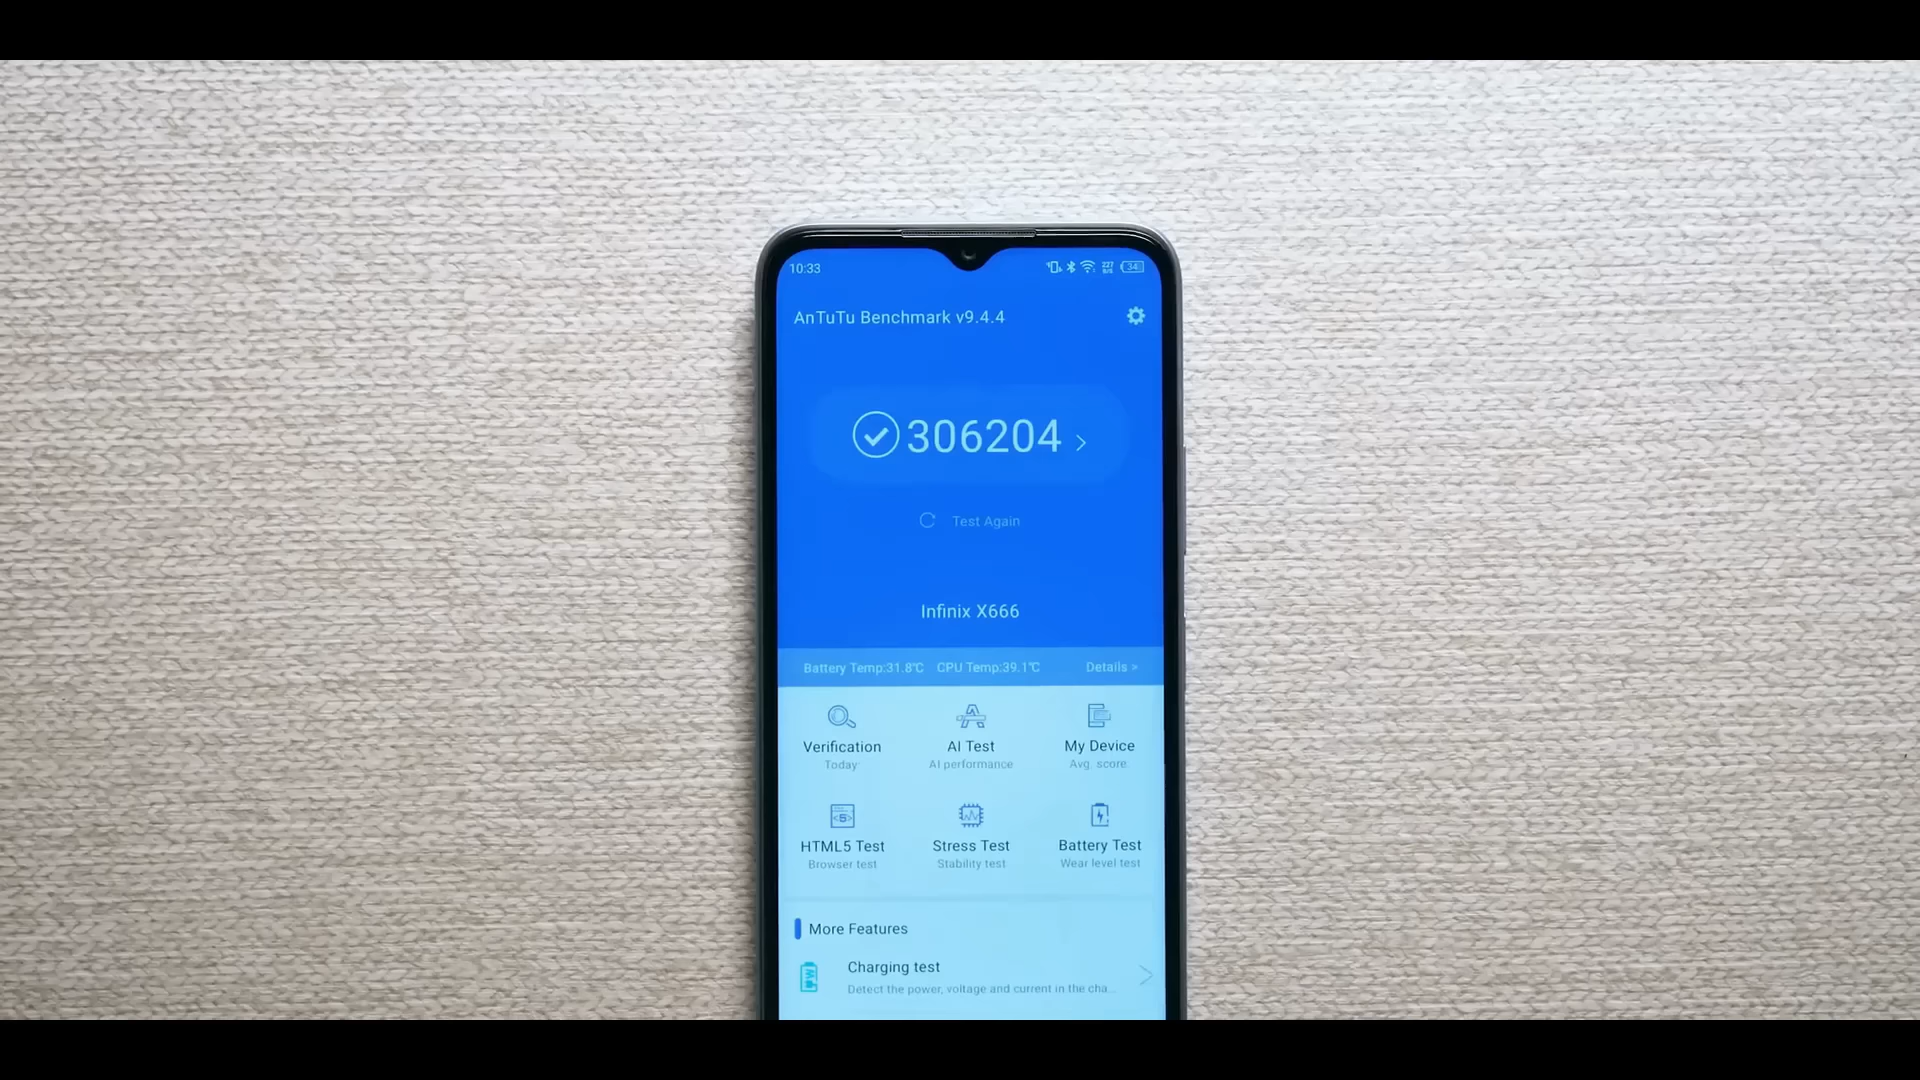 10:33
227
B/S
34
AnTuTu Benchmark v9.4.4
306204 >
Test Again
Infinix X666
Battery Temp:31.8℃ CPU Temp:39.1℃ Details »
Verification AI Test My Device
Today AI performance Avg. score
HTML5 Test Stress Test Battery Test
Browser test Stability test Wear level test
More Features
Charging test
Detect the power, voltage and current in the cha...